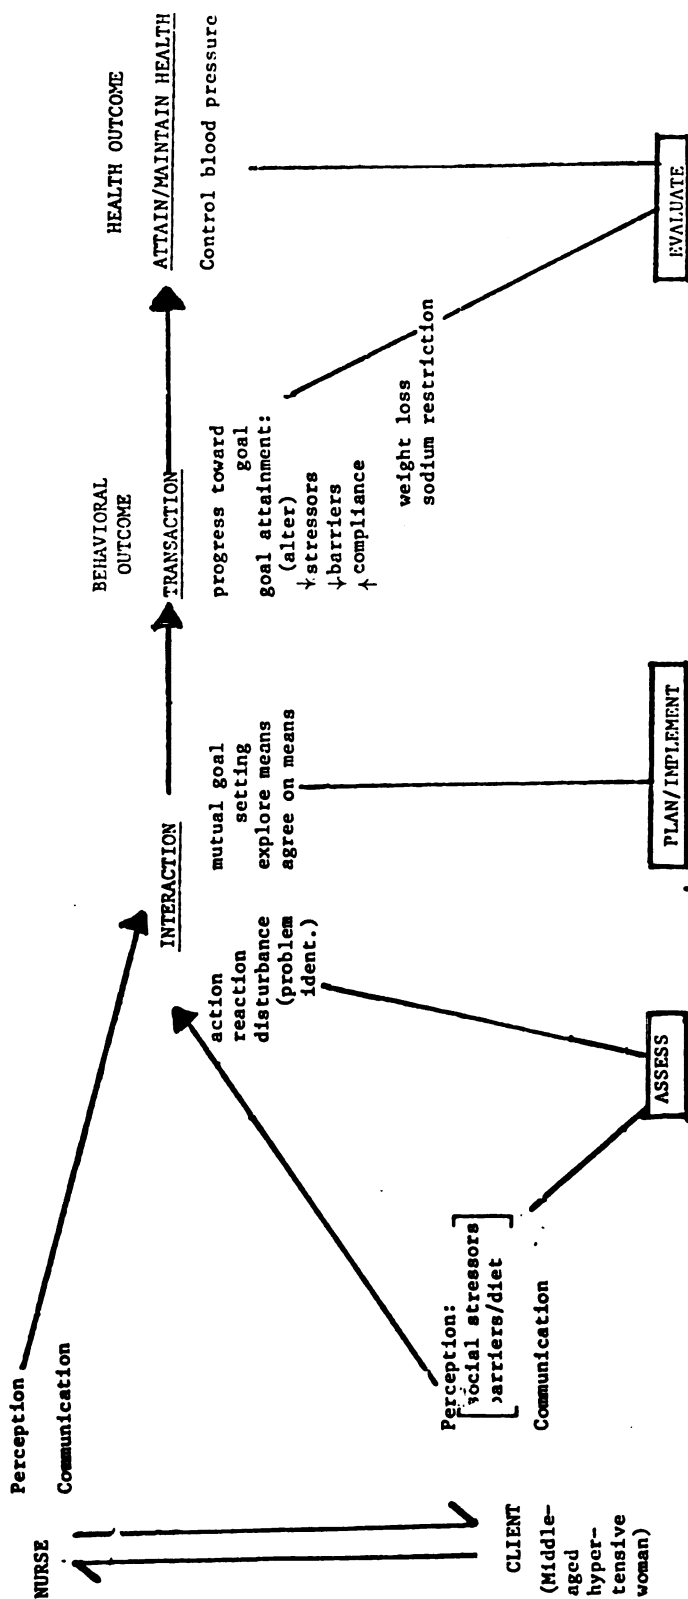 NURSE
Perception
Communication
CLIENT
(Middle-
aged
hyper-
tensive
woman)
Perception:
social stressors
barriers/diet
Communication
INTERACTION
action
reaction
disturbance
(problem
ident.)
mutual goal
setting
explore means
agree on means
BEHAVIORAL
OUTCOME
TRANSACTION
progress toward
goal
goal attainment:
(alter)
↓stressors
↓barriers
↑compliance
weight loss
sodium restriction
HEALTH OUTCOME
ATTAIN/MAINTAIN HEALTH
Control blood pressure
ASSESS
PLAN/IMPLEMENT
EVALUATE